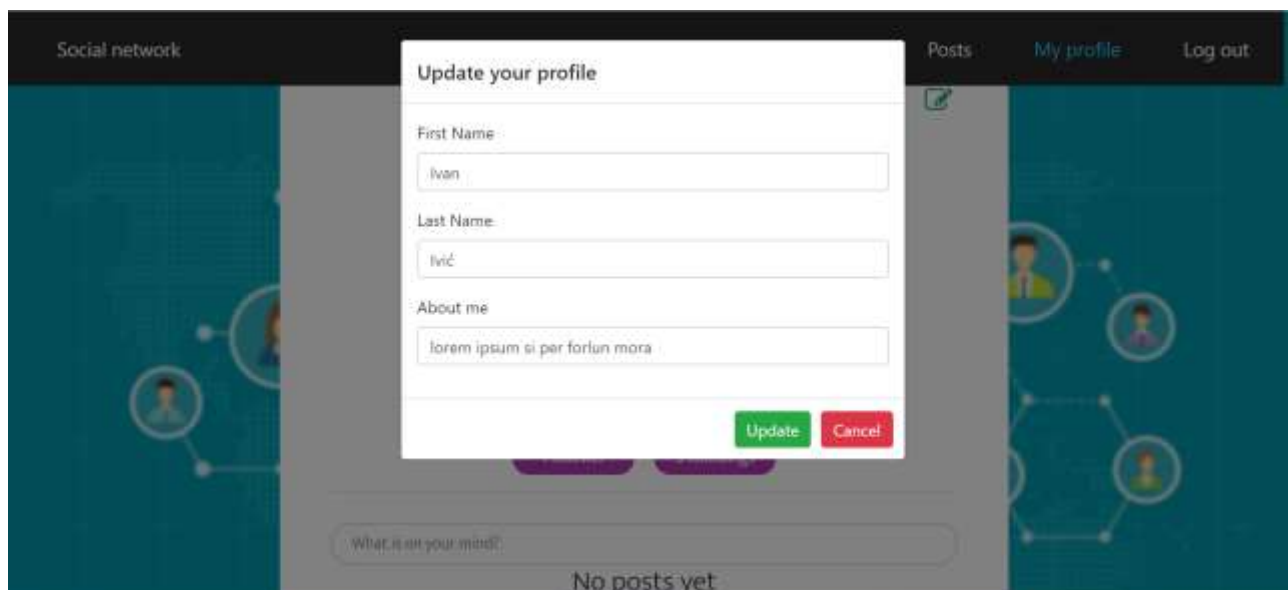 Social network
Posts
My profile
Log out
Update your profile
First Name
Ivan
Last Name
Ivić
About me
lorem ipsum si per forlun mora
Update
Cancel
What is on your mind?
No posts yet